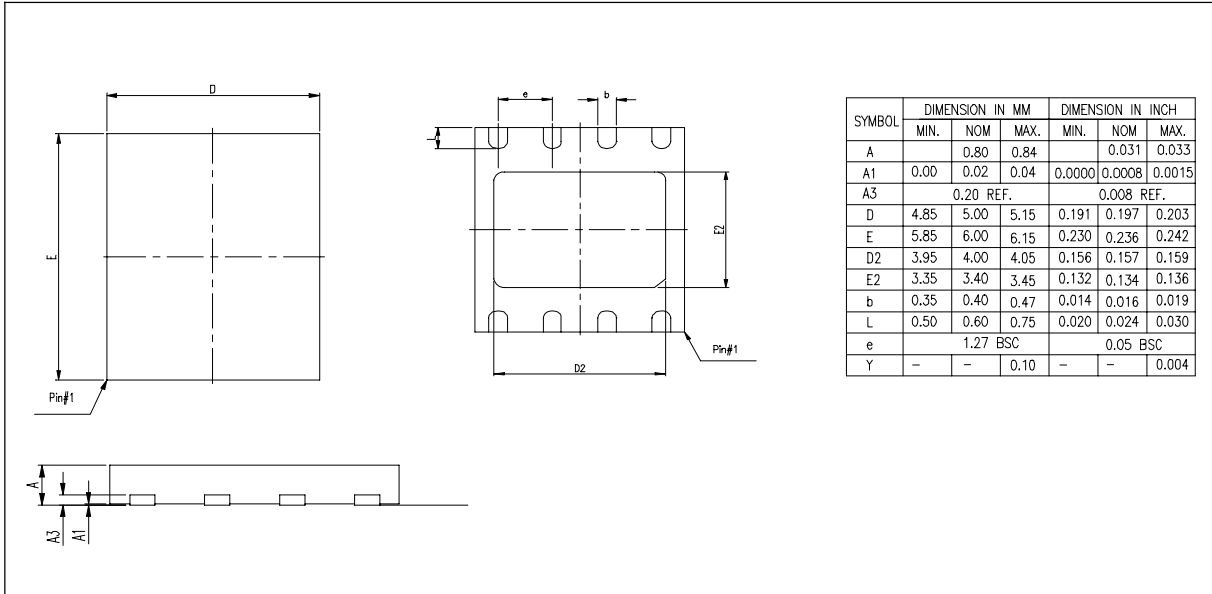 D
E
Pin#1
e
b
L
E2
D2
Pin#1
A
A3
A1
SYMBOL DIMENSION IN MM DIMENSION IN INCH
MIN. NOM MAX. MIN. NOM MAX.
A 0.80 0.84 0.031 0.033
A1 0.00 0.02 0.04 0.0000 0.0008 0.0015
A3 0.20 REF. 0.008 REF.
D 4.85 5.00 5.15 0.191 0.197 0.203
E 5.85 6.00 6.15 0.230 0.236 0.242
D2 3.95 4.00 4.05 0.156 0.157 0.159
E2 3.35 3.40 3.45 0.132 0.134 0.136
b 0.35 0.40 0.47 0.014 0.016 0.019
L 0.50 0.60 0.75 0.020 0.024 0.030
e 1.27 BSC 0.05 BSC
Y – – 0.10 – – 0.004